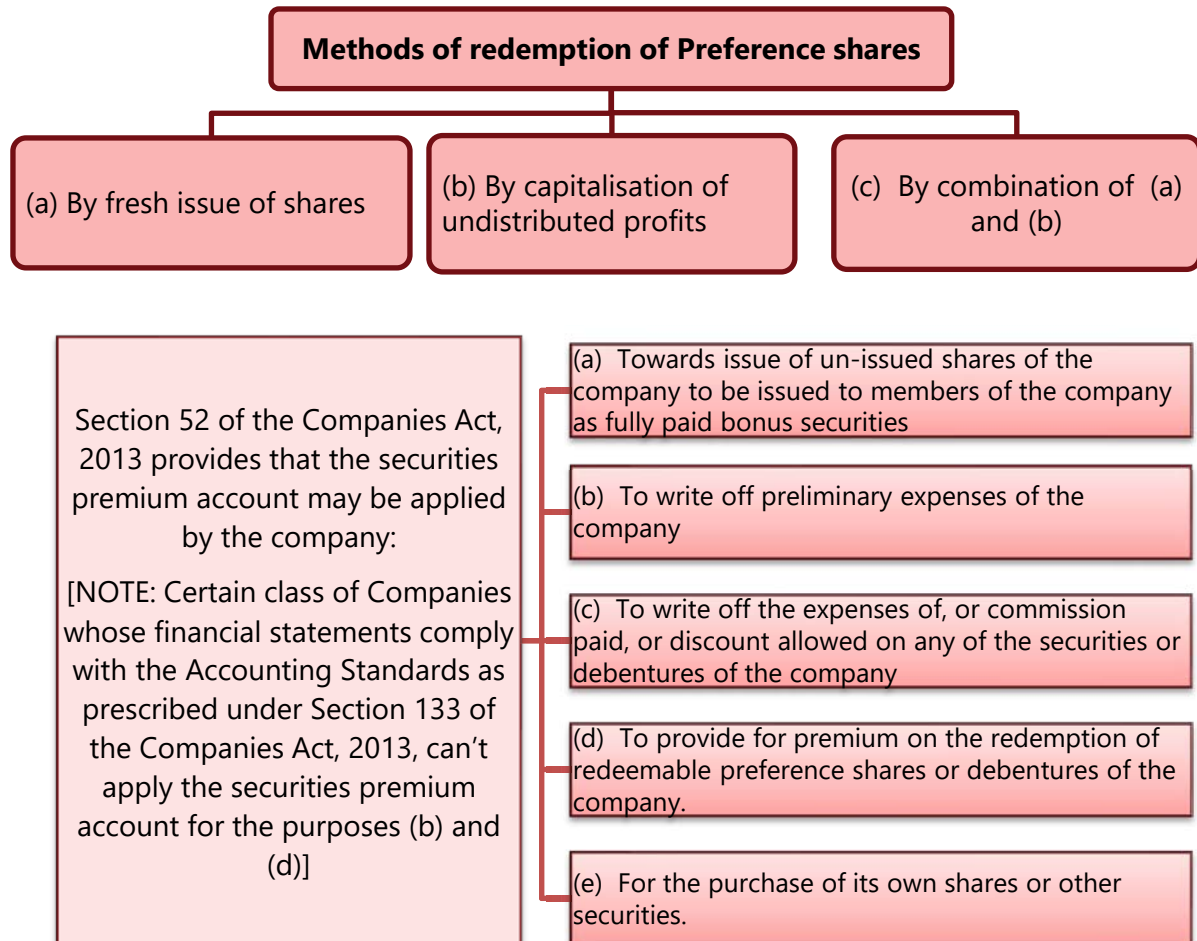 Methods of redemption of Preference shares
(a) By fresh issue of shares
(b) By capitalisation of
undistributed profits
(c) By combination of (a)
and (b)
Section 52 of the Companies Act,
2013 provides that the securities
premium account may be applied
by the company:
[NOTE: Certain class of Companies
whose financial statements comply
with the Accounting Standards as
prescribed under Section 133 of
the Companies Act, 2013, can’t
apply the securities premium
account for the purposes (b) and
(d)]
(a) Towards issue of un-issued shares of the
company to be issued to members of the company
as fully paid bonus securities
(b) To write off preliminary expenses of the
company
(c) To write off the expenses of, or commission
paid, or discount allowed on any of the securities or
debentures of the company
(d) To provide for premium on the redemption of
redeemable preference shares or debentures of the
company.
(e) For the purchase of its own shares or other
securities.